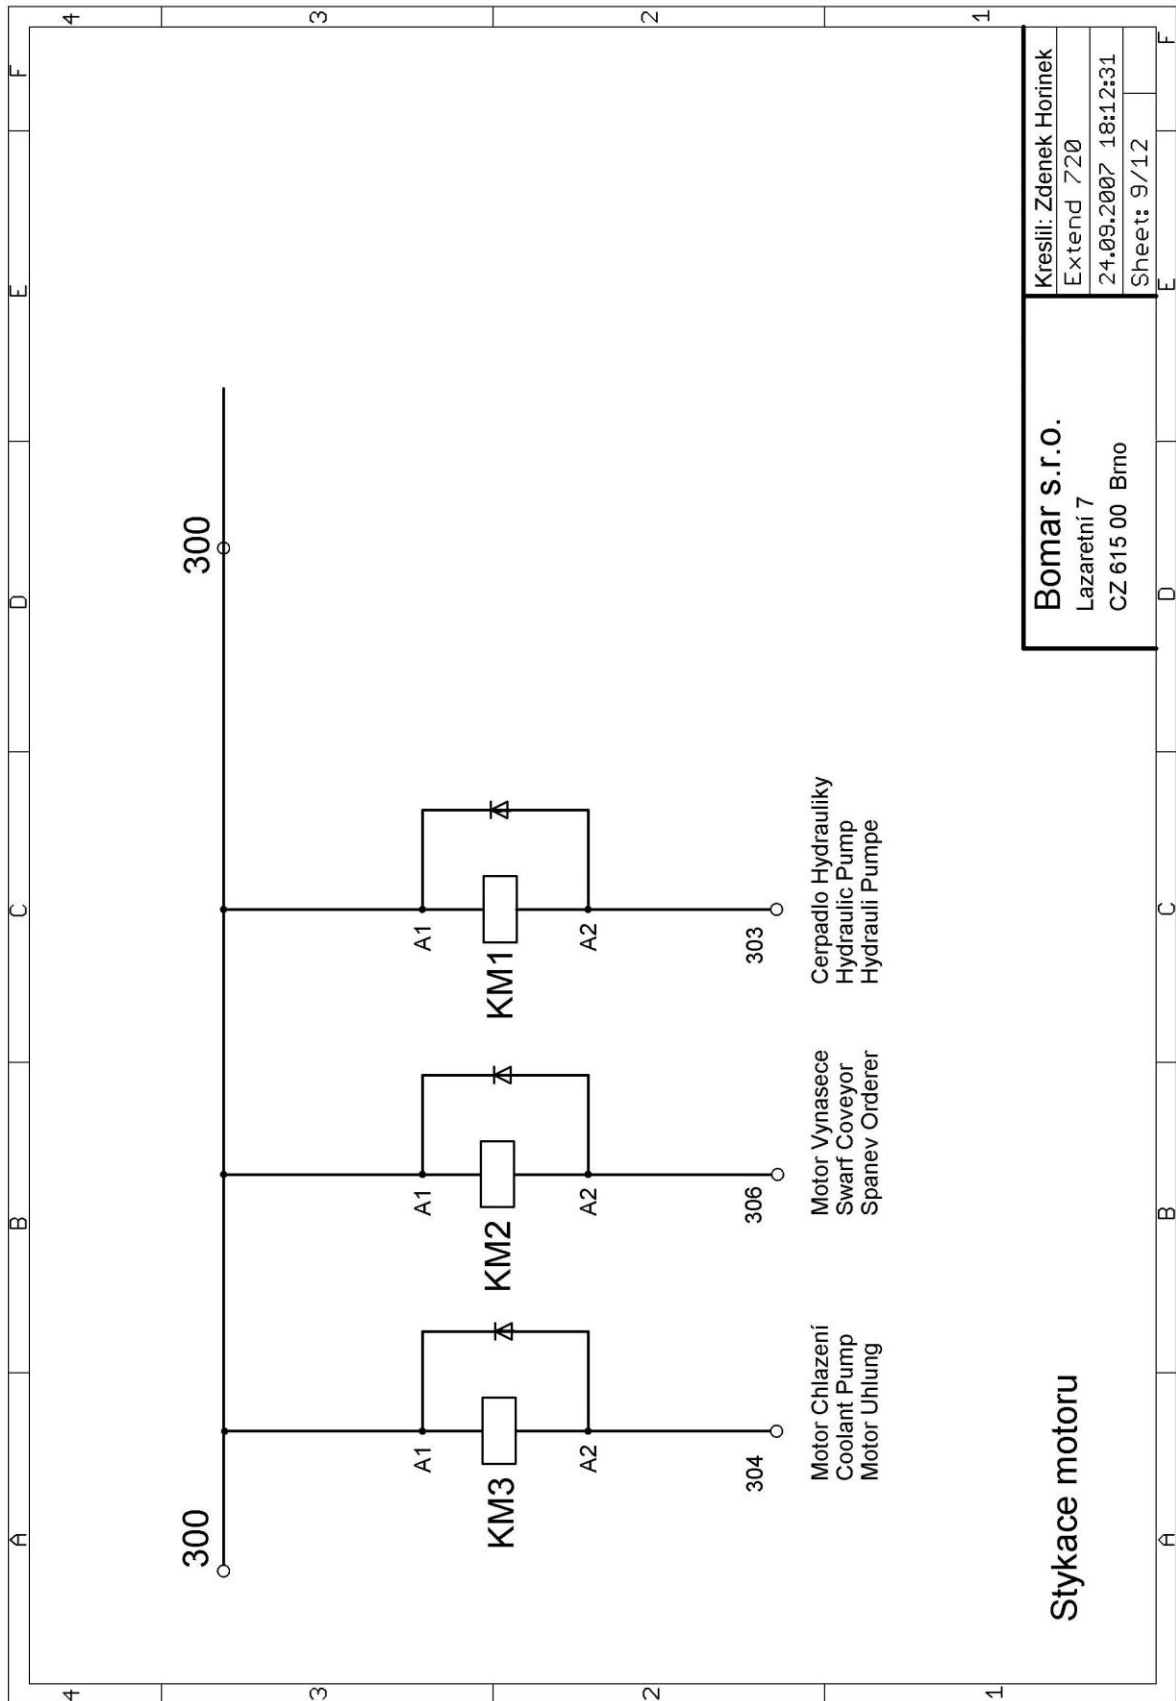 A
B
C
D
E
F
4
4
300
300
3
3
A1
A1
A1
KM3
KM2
KM1
A2
A2
A2
2
2
304
306
303
Motor Chlazení
Coolant Pump
Motor Uhlung
Motor Vynasece
Swarf Coveyor
Spanev Orderer
Cerpadlo Hydrauliky
Hydraulic Pump
Hydrauli Pumpe
1
1
Stykace motoru
Bomar s.r.o.
Lazaretní 7
CZ 615 00 Brno
Kreslil: Zdenek Horinek
Extend 720
24.09.2007 18:12:31
Sheet: 9/12
A
B
C
D
E
F